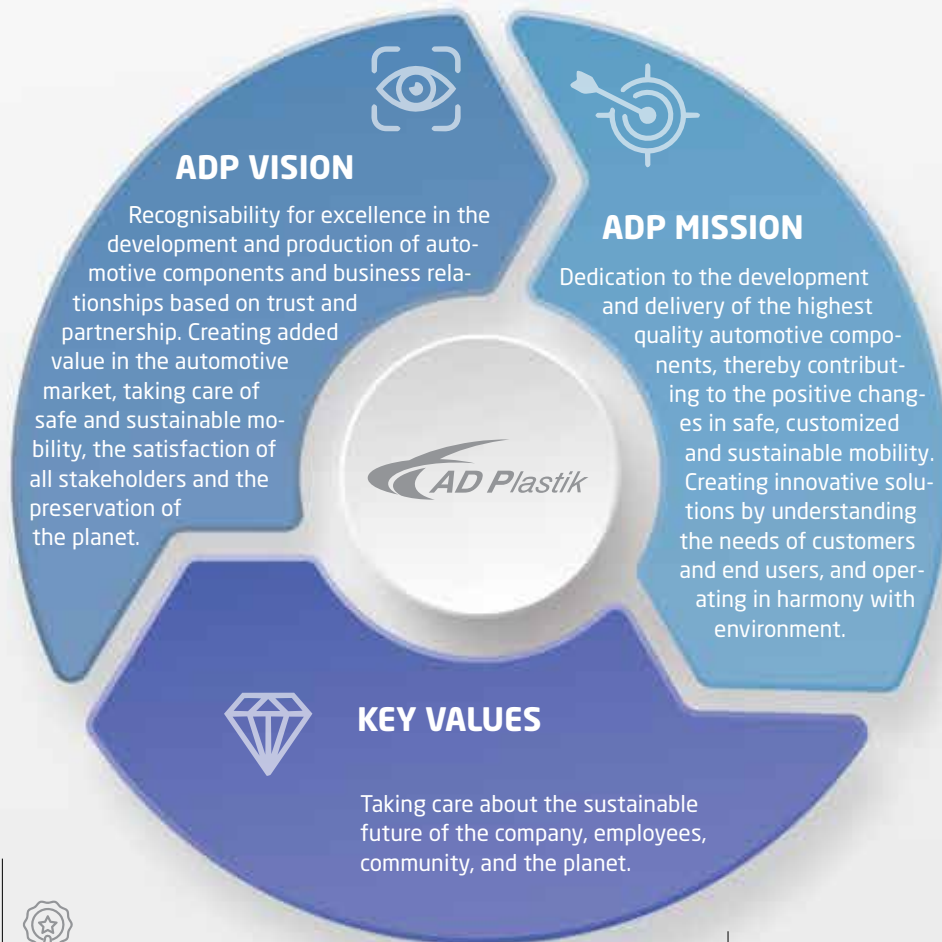 ADP VISION
Recognisability for excellence in the
development and production of auto-
motive components and business rela-
tionships based on trust and
partnership. Creating added
value in the automotive
market, taking care of
safe and sustainable mo-
bility, the satisfaction of
all stakeholders and the
preservation of
the planet.
ADP MISSION
Dedication to the development
and delivery of the highest
quality automotive compo-
nents, thereby contribut-
ing to the positive chang-
es in safe, customized
and sustainable mobility.
Creating innovative solu-
tions by understanding
the needs of customers
and end users, and oper-
ating in harmony with
environment.
AD Plastik
KEY VALUES
Taking care about the sustainable
future of the company, employees,
community, and the planet.